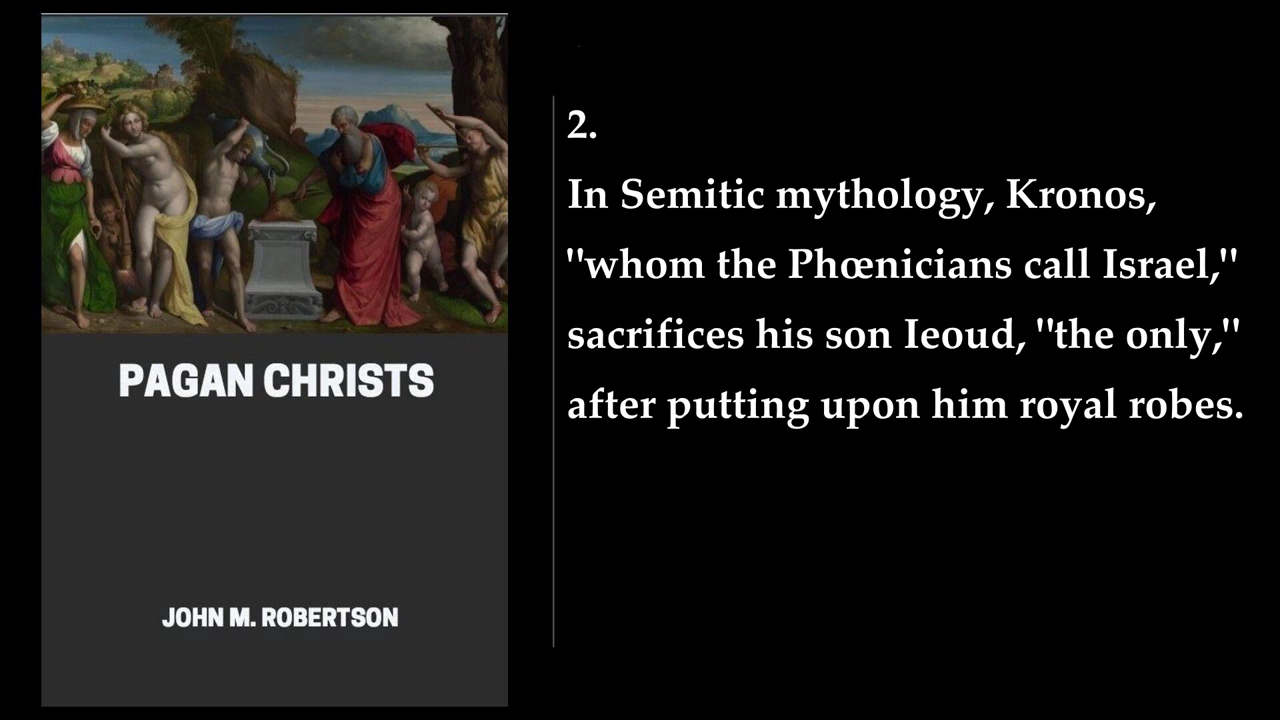 PAGAN CHRISTS
JOHN M. ROBERTSON
2.
In Semitic mythology, Kronos,
"whom the Phœnicians call Israel,"
sacrifices his son Ieoud, "the only,"
after putting upon him royal robes.